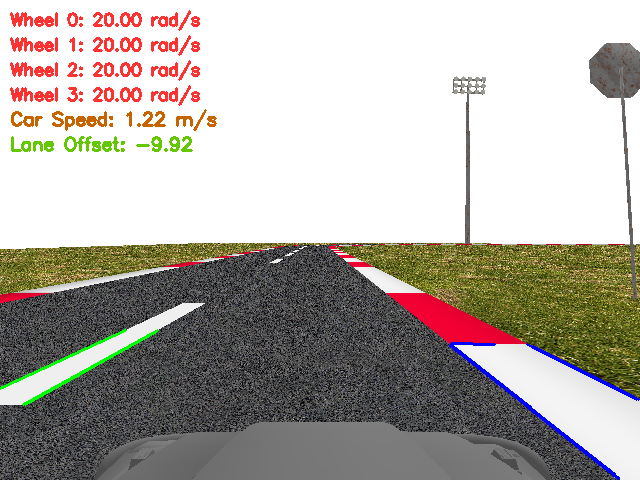 Wheel 0: 20.00 rad/s
Wheel 1: 20.00 rad/s
Wheel 2: 20.00 rad/s
Wheel 3: 20.00 rad/s
Car Speed: 1.22 m/s
Lane Offset: -9.92